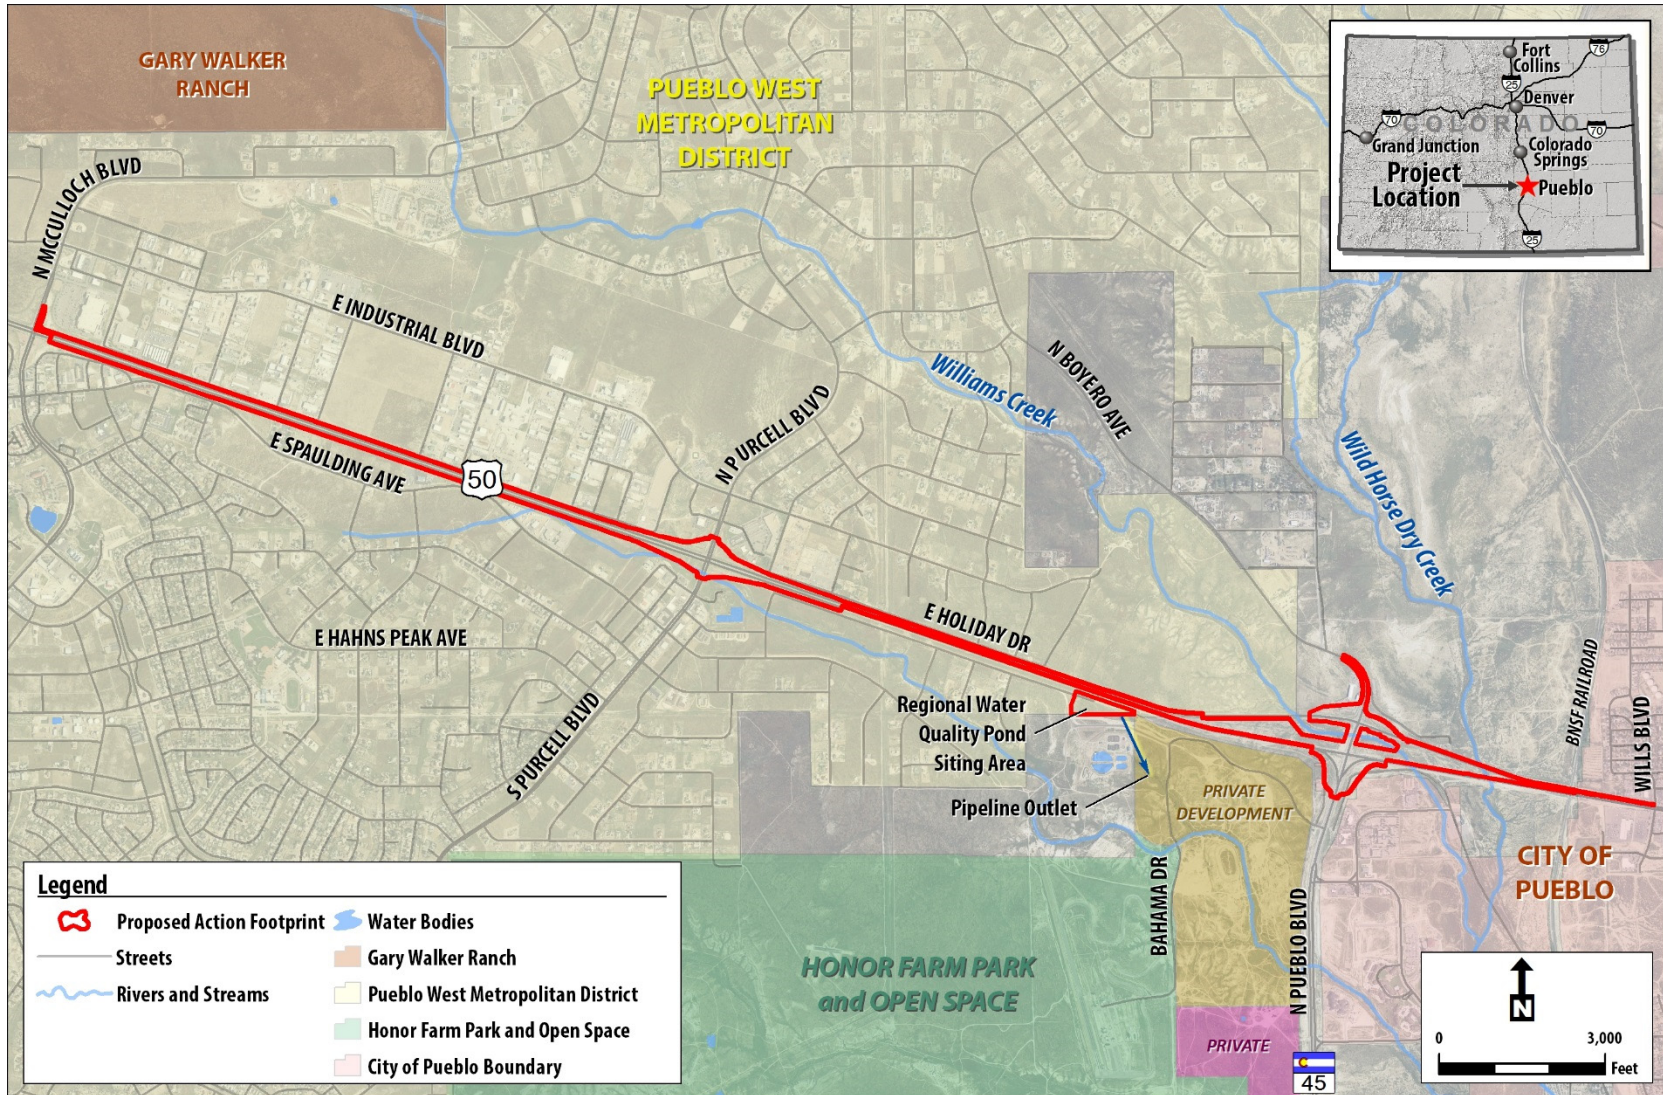 GARY WALKER
RANCH
PUEBLO WEST
METROPOLITAN
DISTRICT
76
Fort
Collins
25
Denver
70
COLORADO
70
Grand Junction
Colorado
Springs
Project
Location
Pueblo
25
N MCCULLOCH BLVD
E INDUSTRIAL BLVD
E SPAULDING AVE
50
N PURCELL BLVD
Williams Creek
N BOYERO AVE
Wild Horse Dry Creek
E HAHNS PEAK AVE
S PURCELL BLVD
E HOLIDAY DR
Regional Water
Quality Pond
Siting Area
Pipeline Outlet
PRIVATE
DEVELOPMENT
BNSF RAILROAD
WILLS BLVD
CITY OF
PUEBLO
BAHAMA DR
N PUEBLO BLVD
HONOR FARM PARK
and OPEN SPACE
PRIVATE
45
Legend
Proposed Action Footprint
Streets
Rivers and Streams
Water Bodies
Gary Walker Ranch
Pueblo West Metropolitan District
Honor Farm Park and Open Space
City of Pueblo Boundary
N
0 3,000
Feet